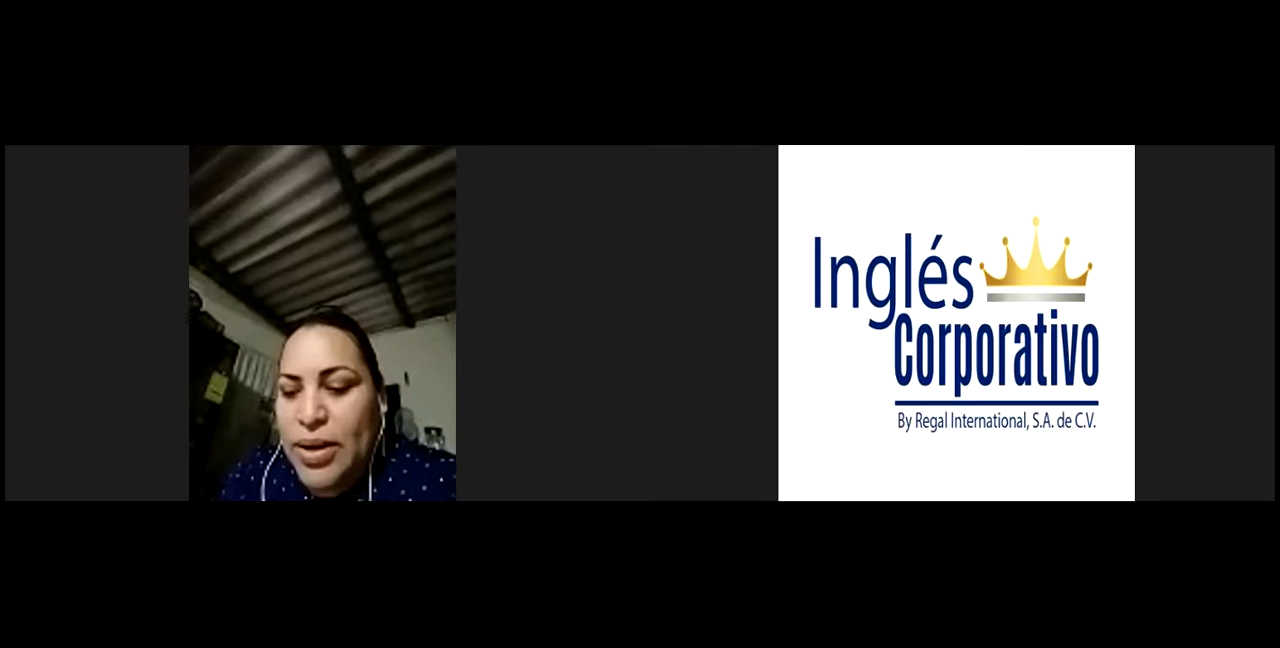 Inglés
Corporativo
By Regal International, S.A. de C.V.